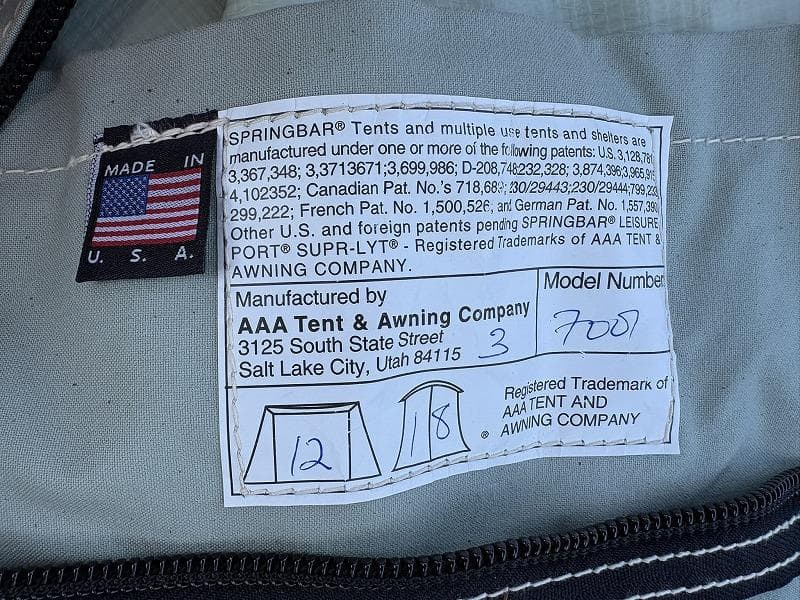 MADE IN
U. S. A.
SPRINGBAR® Tents and multiple use tents and shelters are
manufactured under one or more of the following patents: U.S. 3,128,781
3,367,348; 3,3713671;3,699,986; D-208,748;232,328; 3,874,396;3,965,915
4,102352; Canadian Pat. No.'s 718,689; 230/29443;230/29444;799,233
299,222; French Pat. No. 1,500,526, and German Pat. No. 1,557,390
Other U.S. and foreign patents pending SPRINGBAR® LEISURE
PORT® SUPR-LYT® - Registered Trademarks of AAA TENT &
AWNING COMPANY.
Manufactured by
AAA Tent & Awning Company
3125 South State Street 3
Salt Lake City, Utah 84115
Model Number
12
18
® Registered Trademark of
AAA TENT AND
AWNING COMPANY